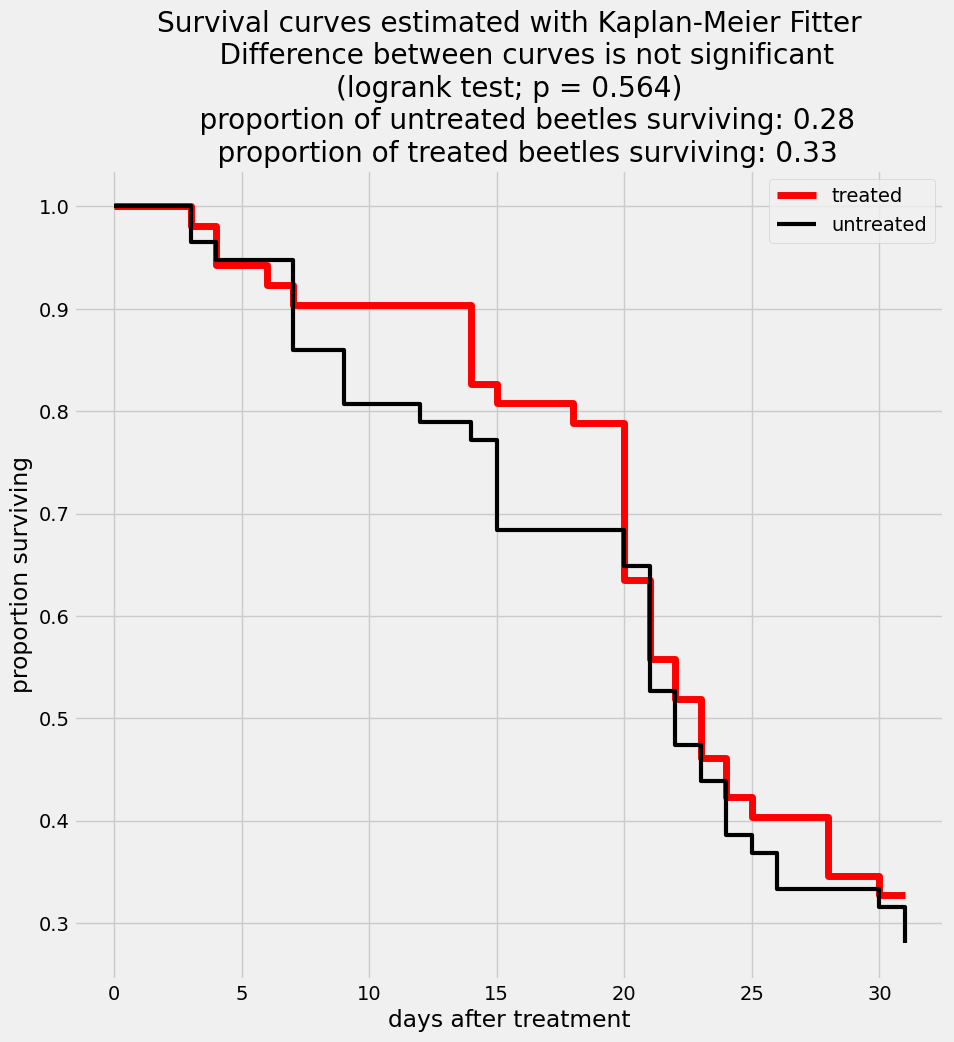 Survival curves estimated with Kaplan-Meier Fitter
Difference between curves is not significant
(logrank test; p = 0.564)
proportion of untreated beetles surviving: 0.28
proportion of treated beetles surviving: 0.33
treated
untreated
1.0
0.9
0.8
0.7
0.6
0.5
0.4
0.3
proportion surviving
0 5 10 15 20 25 30
days after treatment